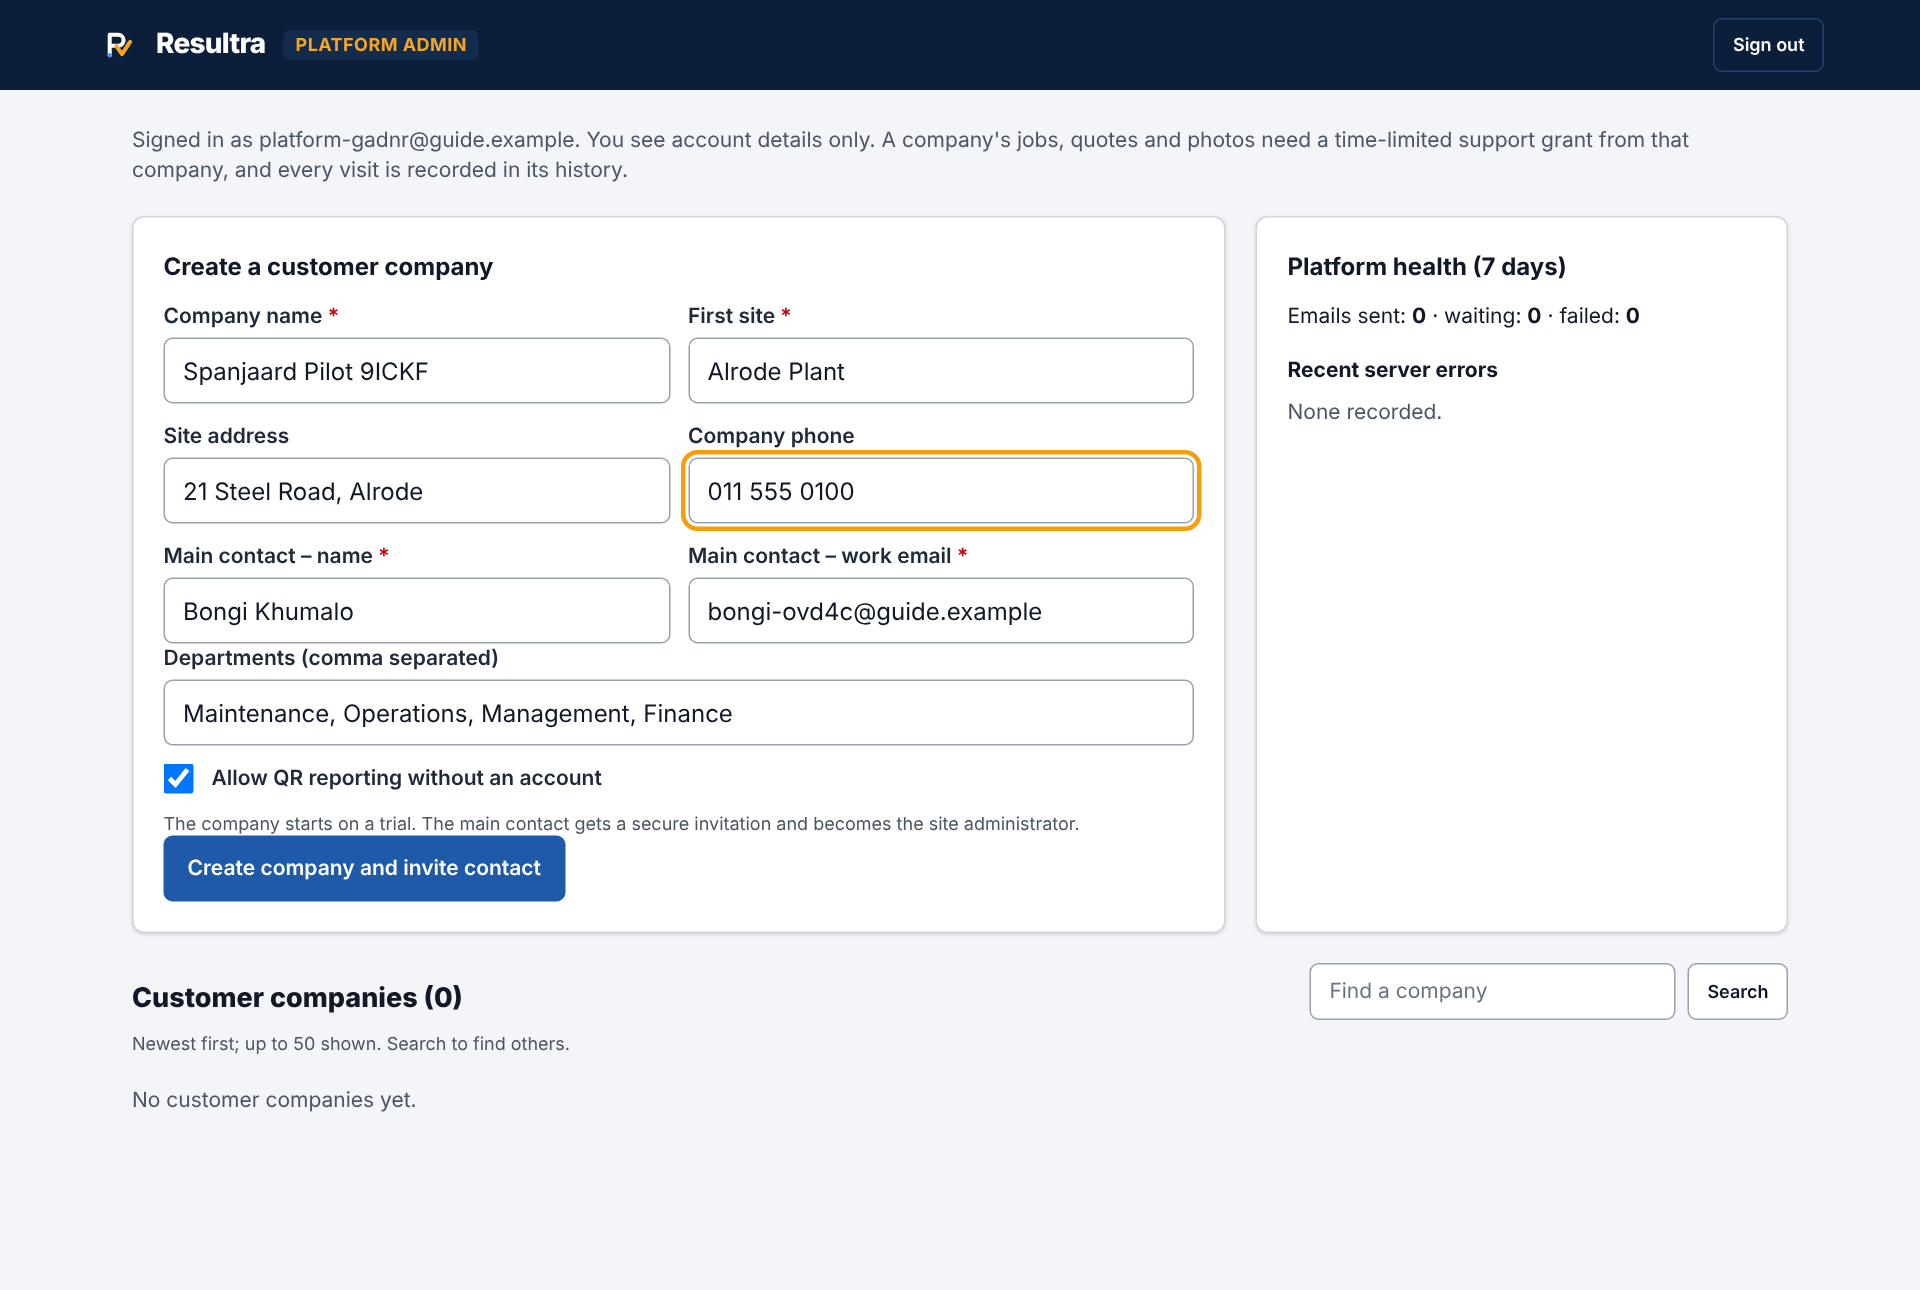 Resultra PLATFORM ADMIN
Sign out
Signed in as platform-gadnr@guide.example. You see account details only. A company's jobs, quotes and photos need a time-limited support grant from that
company, and every visit is recorded in its history.
Create a customer company
Company name *
First site *
Spanjaard Pilot 9ICKF
Alrode Plant
Site address
Company phone
21 Steel Road, Alrode
011 555 0100
Main contact – name *
Main contact – work email *
Bongi Khumalo
bongi-ovd4c@guide.example
Departments (comma separated)
Maintenance, Operations, Management, Finance
Allow QR reporting without an account
The company starts on a trial. The main contact gets a secure invitation and becomes the site administrator.
Create company and invite contact
Platform health (7 days)
Emails sent: 0 · waiting: 0 · failed: 0
Recent server errors
None recorded.
Customer companies (0)
Find a company
Search
Newest first; up to 50 shown. Search to find others.
No customer companies yet.